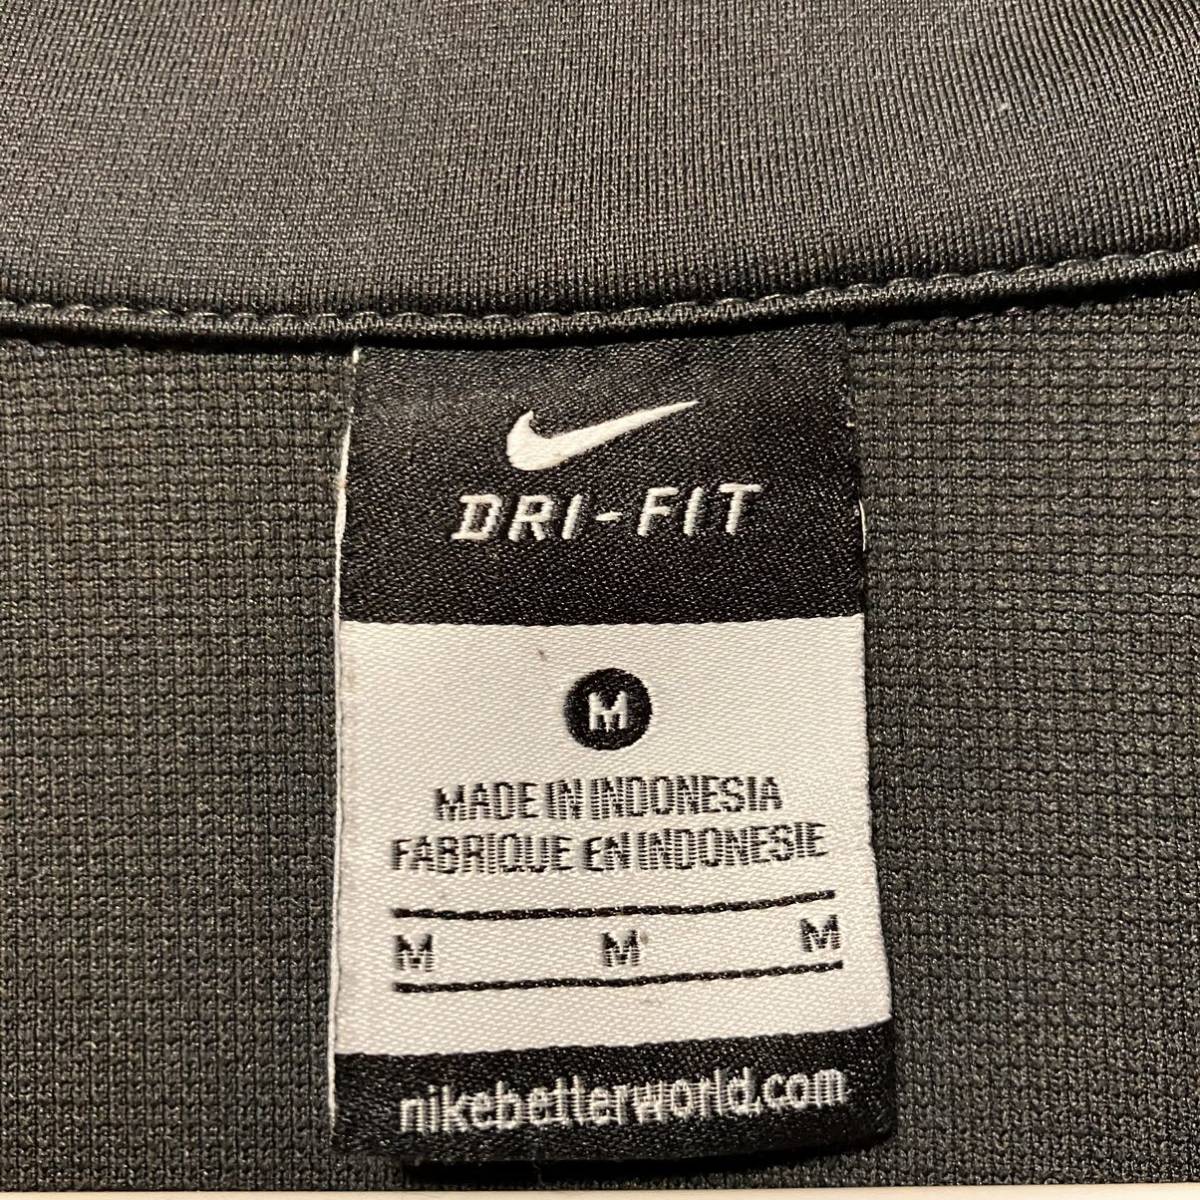 DRI-FIT
M
MADE IN INDONESIA
FABRIQUE EN INDONESIE
M M M
nikebetterworld.com